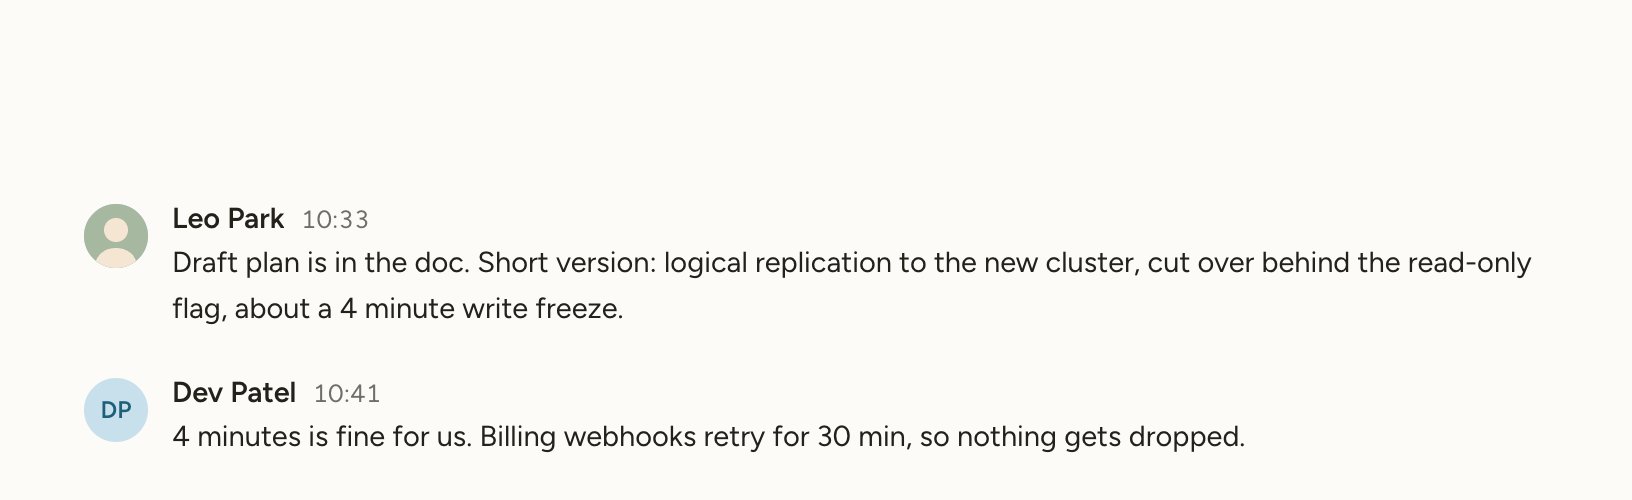 Leo Park 10:33
Draft plan is in the doc. Short version: logical replication to the new cluster, cut over behind the read-only
flag, about a 4 minute write freeze.
DP
Dev Patel 10:41
4 minutes is fine for us. Billing webhooks retry for 30 min, so nothing gets dropped.